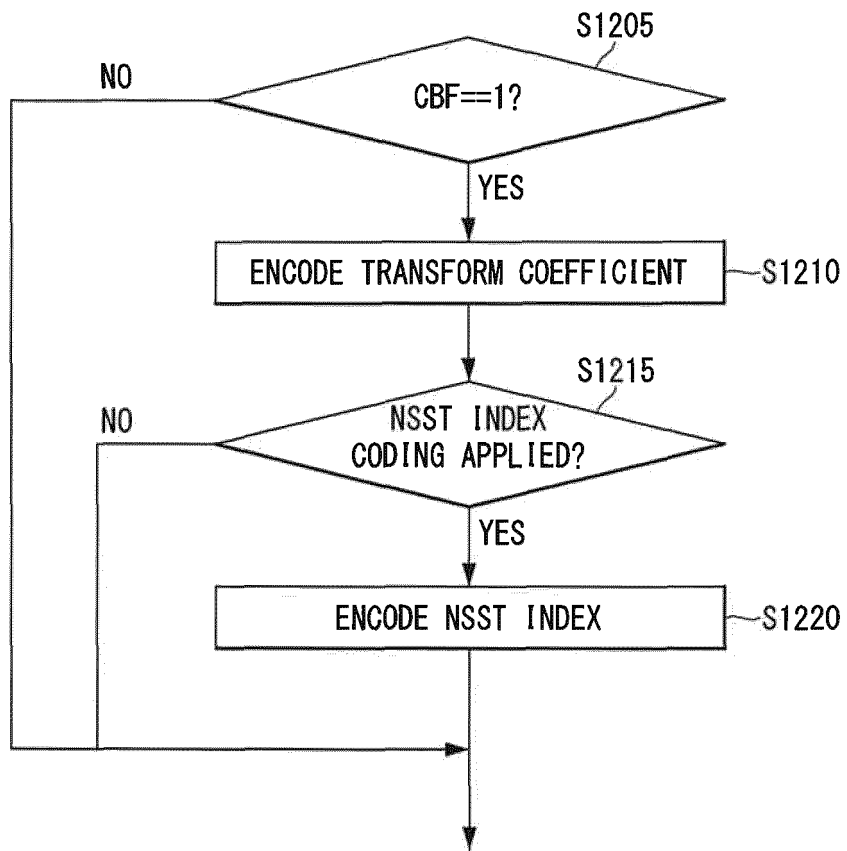 S1205
NO
CBF==1?
YES
ENCODE TRANSFORM COEFFICIENT
S1210
S1215
NO
NSST INDEX
CODING APPLIED?
YES
ENCODE NSST INDEX
S1220